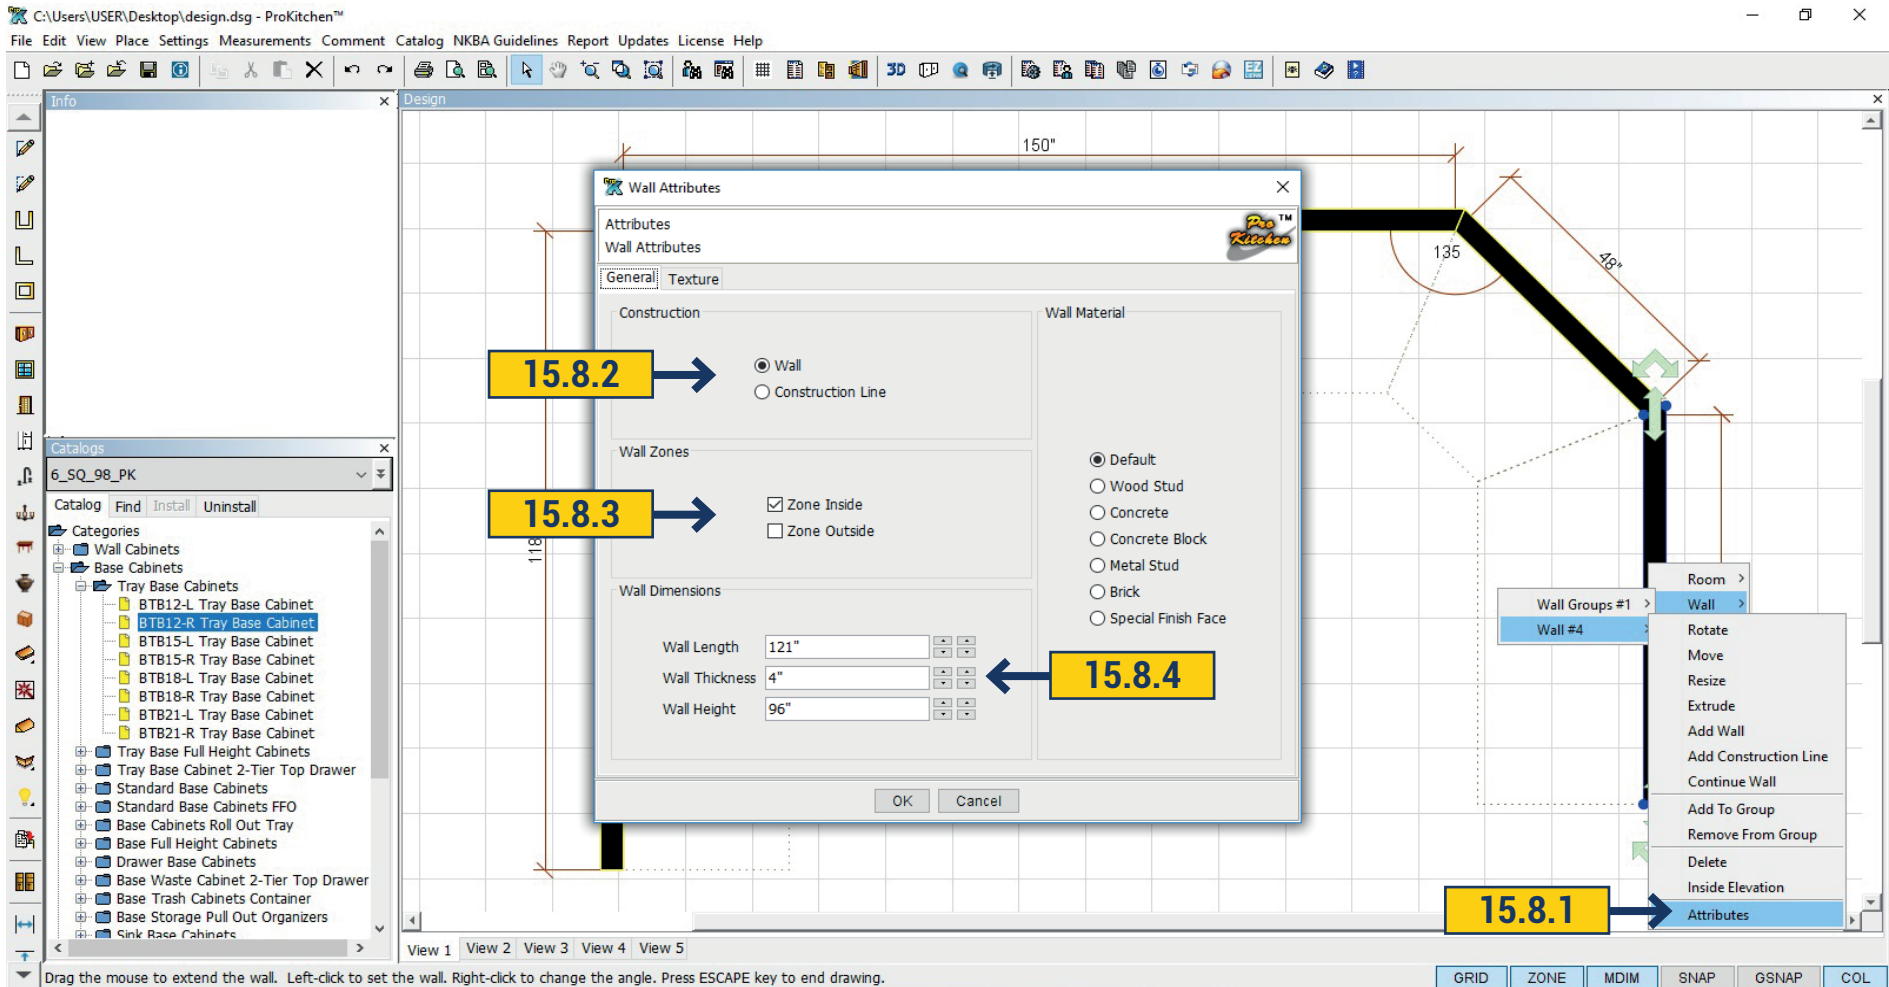 C:\Users\USER\Desktop\design.dsg - ProKitchen™
File Edit View Place Settings Measurements Comment Catalog NKBA Guidelines Report Updates License Help
3D
EZ
Info
Design
150"
135
48"
118
Wall Attributes
Attributes
Wall Attributes
Pro Kitchen ™
General Texture
Construction
Wall
Construction Line
15.8.2
Wall Zones
Zone Inside
Zone Outside
15.8.3
Wall Dimensions
Wall Length 121"
Wall Thickness 4"
Wall Height 96"
15.8.4
Wall Material
Default
Wood Stud
Concrete
Concrete Block
Metal Stud
Brick
Special Finish Face
OK Cancel
Catalogs
6_SQ_98_PK
Catalog Find Install Uninstall
Categories
Wall Cabinets
Base Cabinets
Tray Base Cabinets
BTB12-L Tray Base Cabinet
BTB12-R Tray Base Cabinet
BTB15-L Tray Base Cabinet
BTB15-R Tray Base Cabinet
BTB18-L Tray Base Cabinet
BTB18-R Tray Base Cabinet
BTB21-L Tray Base Cabinet
BTB21-R Tray Base Cabinet
Tray Base Full Height Cabinets
Tray Base Cabinet 2-Tier Top Drawer
Standard Base Cabinets
Standard Base Cabinets FFO
Base Cabinets Roll Out Tray
Base Full Height Cabinets
Drawer Base Cabinets
Base Waste Cabinet 2-Tier Top Drawer
Base Trash Cabinets Container
Base Storage Pull Out Organizers
Sink Base Cabinets
Room
Wall
Wall Groups #1
Wall #4
Rotate
Move
Resize
Extrude
Add Wall
Add Construction Line
Continue Wall
Add To Group
Remove From Group
Delete
Inside Elevation
Attributes
15.8.1
View 1 View 2 View 3 View 4 View 5
Drag the mouse to extend the wall. Left-click to set the wall. Right-click to change the angle. Press ESCAPE key to end drawing.
GRID ZONE MDIM SNAP GSNAP COL